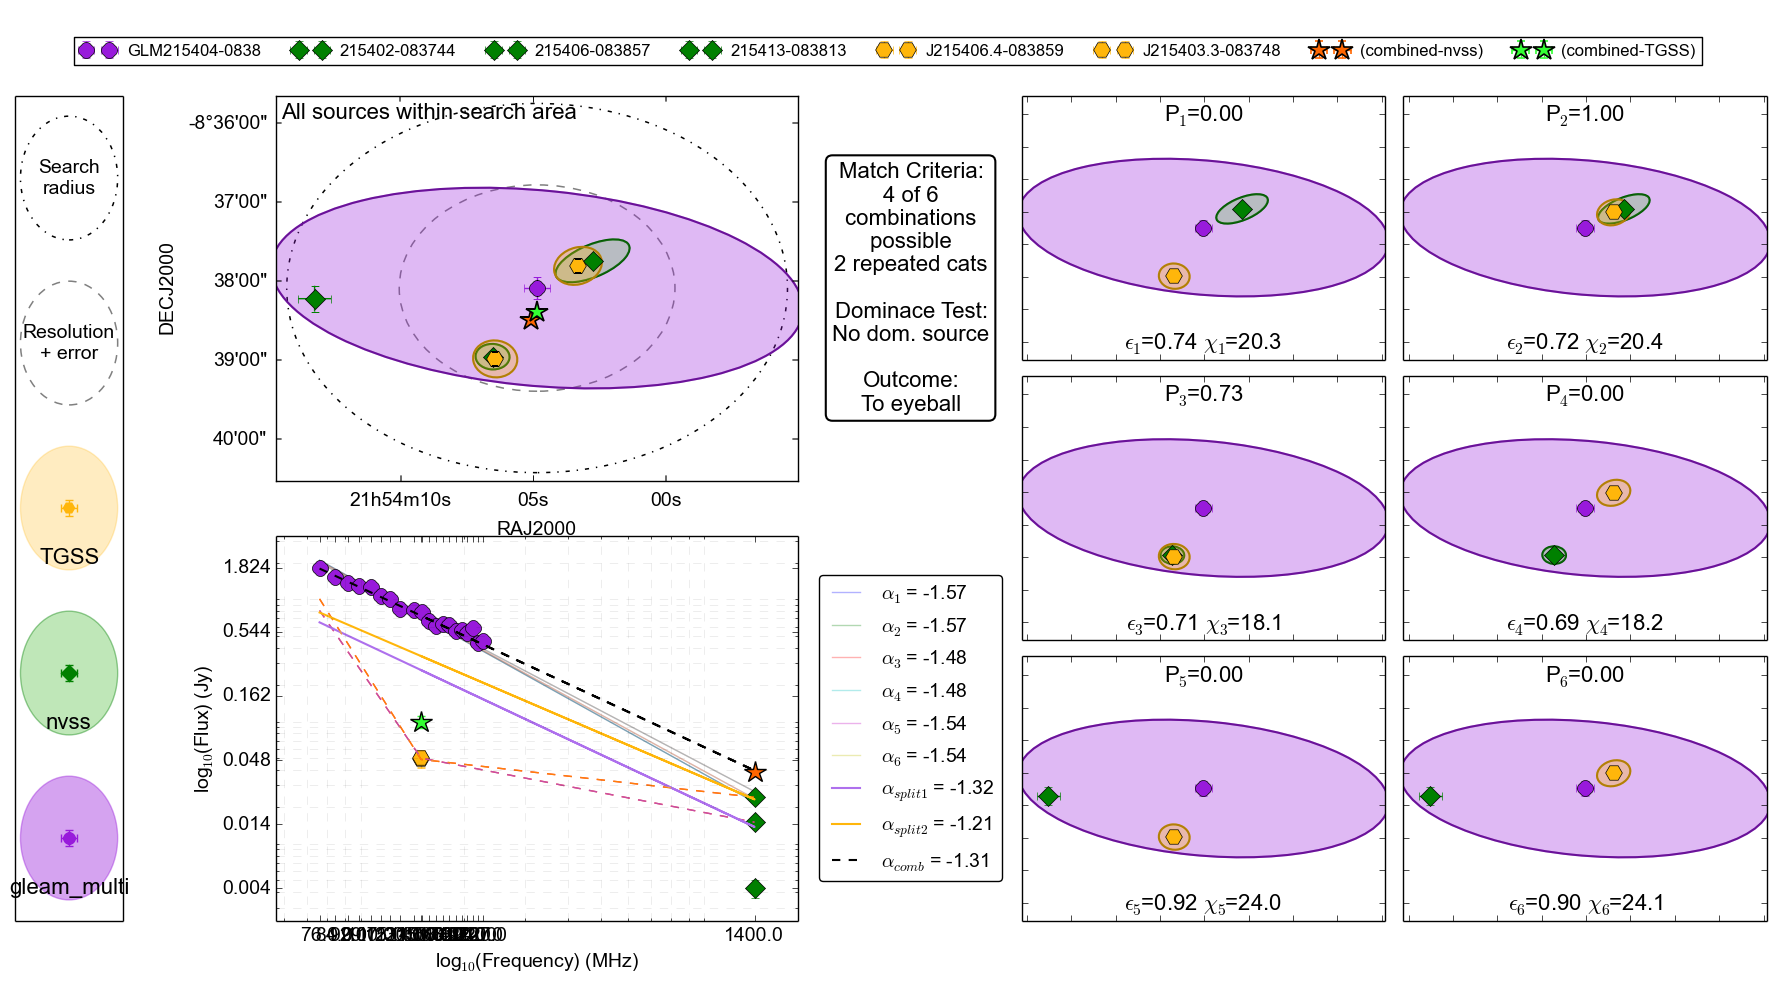 GLM215404-0838 215402-083744 215406-083857 215413-083813 J215406.4-083859 J215403.3-083748 (combined-nvss) (combined-TGSS)
Search
radius
Resolution
+ error
TGSS
nvss
gleam_multi
All sources within search area
-8°36'00"
37'00"
38'00"
39'00"
40'00"
DECJ2000
21h54m10s 05s 00s
RAJ2000
Match Criteria:
4 of 6
combinations
possible
2 repeated cats
Dominace Test:
No dom. source
Outcome:
To eyeball
1.824
0.544
0.162
0.048
0.014
0.004
log10(Flux) (Jy)
1400.0
log10(Frequency) (MHz)
α1 = -1.57
α2 = -1.57
α3 = -1.48
α4 = -1.48
α5 = -1.54
α6 = -1.54
αsplit1 = -1.32
αsplit2 = -1.21
αcomb = -1.31
P1=0.00
ϵ1=0.74 χ1=20.3
P2=1.00
ϵ2=0.72 χ2=20.4
P3=0.73
ϵ3=0.71 χ3=18.1
P4=0.00
ϵ4=0.69 χ4=18.2
P5=0.00
ϵ5=0.92 χ5=24.0
P6=0.00
ϵ6=0.90 χ6=24.1